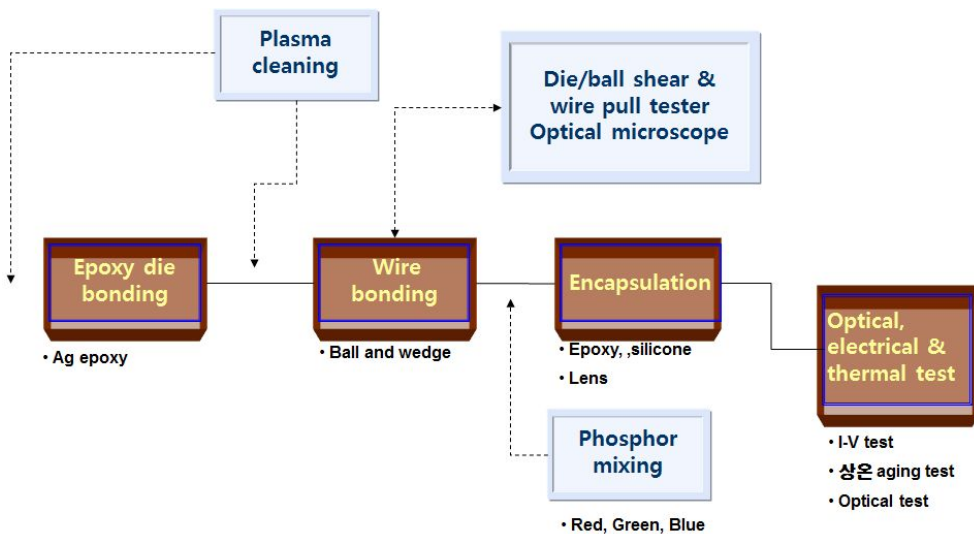 Plasma
cleaning
Die/ball shear &
wire pull tester
Optical microscope
Epoxy die
bonding
• Ag epoxy
Wire
bonding
• Ball and wedge
Encapsulation
• Epoxy, ,silicone
• Lens
Phosphor
mixing
• Red, Green, Blue
Optical,
electrical &
thermal test
• I-V test
• 상온 aging test
• Optical test